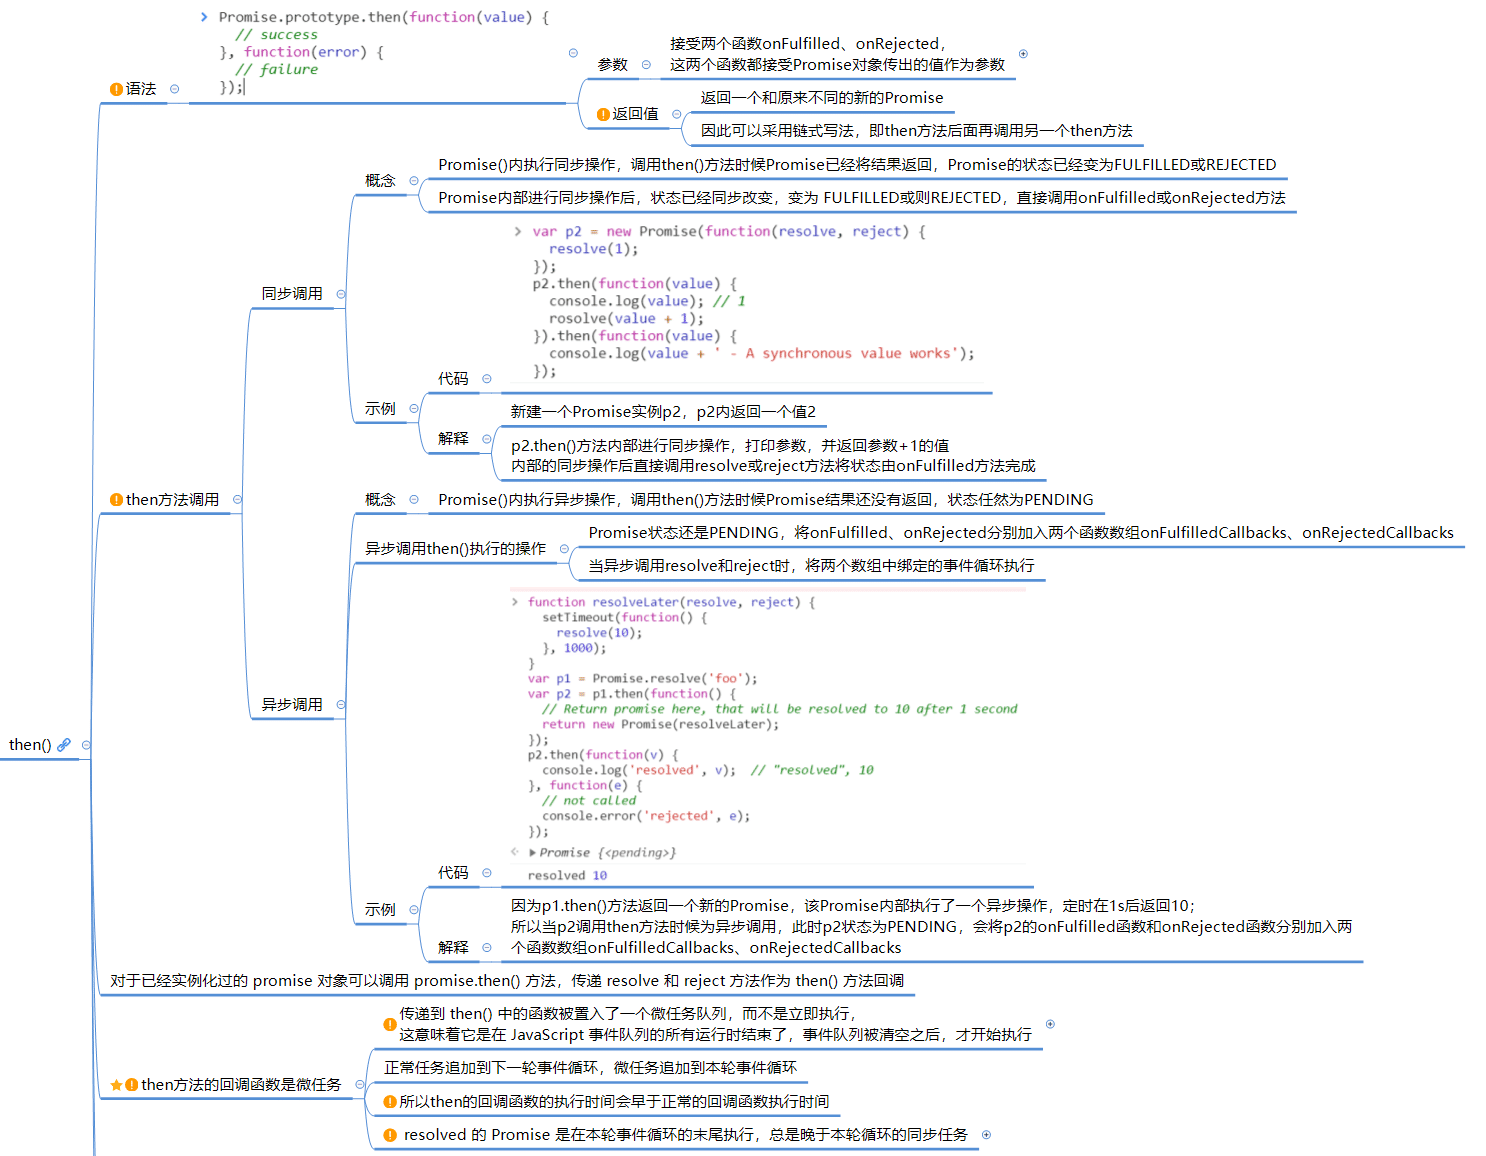 Promise.prototype.then(function(value) {
// success
}, function(error) {
// failure
});
语法
参数
接受两个函数onFulfilled、onRejected，
这两个函数都接受Promise对象传出的值作为参数
返回值
返回一个和原来不同的新的Promise
因此可以采用链式写法，即then方法后面再调用另一个then方法
then方法调用
同步调用
概念
Promise()内执行同步操作，调用then()方法时候Promise已经将结果返回，Promise的状态已经变为FULFILLED或REJECTED
Promise内部进行同步操作后，状态已经同步改变，变为 FULFILLED或则REJECTED，直接调用onFulfilled或onRejected方法
示例
代码
var p2 = new Promise(function(resolve, reject) {
resolve(1);
});
p2.then(function(value) {
console.log(value); // 1
rosolve(value + 1);
}).then(function(value) {
console.log(value + ' - A synchronous value works');
});
解释
新建一个Promise实例p2，p2内返回一个值2
p2.then()方法内部进行同步操作，打印参数，并返回参数+1的值
内部的同步操作后直接调用resolve或reject方法将状态由onFulfilled方法完成
异步调用
概念
Promise()内执行异步操作，调用then()方法时候Promise结果还没有返回，状态任然为PENDING
异步调用then()执行的操作
Promise状态还是PENDING，将onFulfilled、onRejected分别加入两个函数数组onFulfilledCallbacks、onRejectedCallbacks
当异步调用resolve和reject时，将两个数组中绑定的事件循环执行
示例
代码
function resolveLater(resolve, reject) {
setTimeout(function() {
resolve(10);
}, 1000);
}
var p1 = Promise.resolve('foo');
var p2 = p1.then(function() {
// Return promise here, that will be resolved to 10 after 1 second
return new Promise(resolveLater);
});
p2.then(function(v) {
console.log('resolved', v);  // "resolved", 10
}, function(e) {
// not called
console.error('rejected', e);
});
Promise {<pending>}
resolved 10
解释
因为p1.then()方法返回一个新的Promise，该Promise内部执行了一个异步操作，定时在1s后返回10；
所以当p2调用then方法时候为异步调用，此时p2状态为PENDING，会将p2的onFulfilled函数和onRejected函数分别加入两
个函数数组onFulfilledCallbacks、onRejectedCallbacks
then()
对于已经实例化过的 promise 对象可以调用 promise.then() 方法，传递 resolve 和 reject 方法作为 then() 方法回调
then方法的回调函数是微任务
传递到 then() 中的函数被置入了一个微任务队列，而不是立即执行，
这意味着它是在 JavaScript 事件队列的所有运行时结束了，事件队列被清空之后，才开始执行
正常任务追加到下一轮事件循环，微任务追加到本轮事件循环
所以then的回调函数的执行时间会早于正常的回调函数执行时间
resolved 的 Promise 是在本轮事件循环的末尾执行，总是晚于本轮循环的同步任务